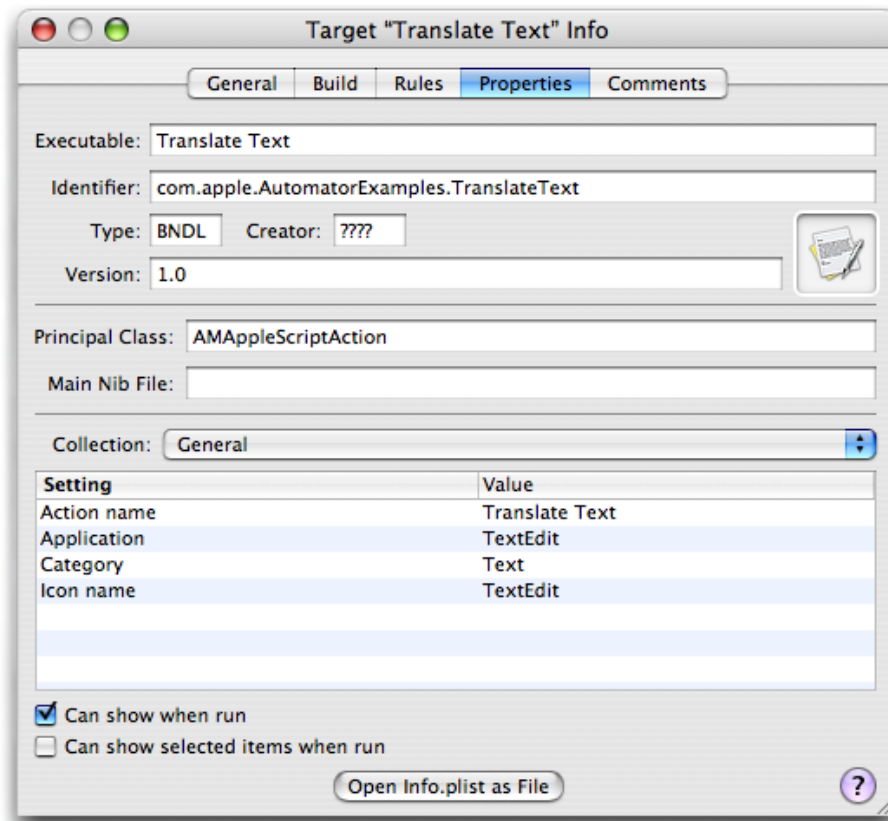 Target “Translate Text” Info
General Build Rules Properties Comments
Executable: Translate Text
Identifier: com.apple.AutomatorExamples.TranslateText
Type: BNDL Creator: ????
Version: 1.0
Principal Class: AMAppleScriptAction
Main Nib File:
Collection: General
Setting Value
Action name Translate Text
Application TextEdit
Category Text
Icon name TextEdit
Can show when run
Can show selected items when run
Open Info.plist as File ?